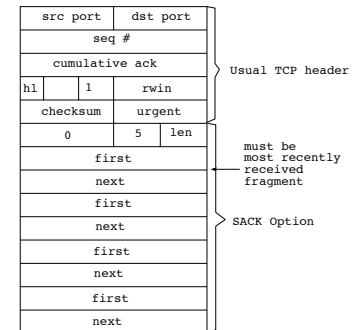 src port dst port
seq #
cumulative ack
hl 1 rwin
checksum urgent
0 5 len
first
next
first
next
first
next
first
next
Usual TCP header
must be
most recently
received
fragment
SACK Option